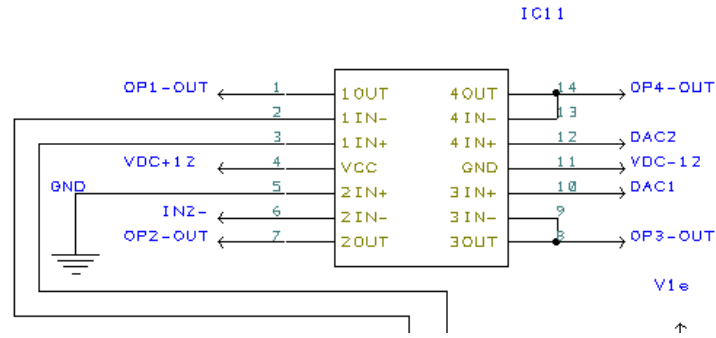 IC11
OP1-OUT 1 1OUT 4OUT 14 OP4-OUT
2 1IN- 4IN- 13
3 1IN+ 4IN+ 12 DAC2
VDC+12 4 VCC GND 11 VDC-12
GND 5 2IN+ 3IN+ 10 DAC1
IN2- 6 2IN- 3IN- 9
OP2-OUT 7 2OUT 3OUT 8 OP3-OUT
V1e